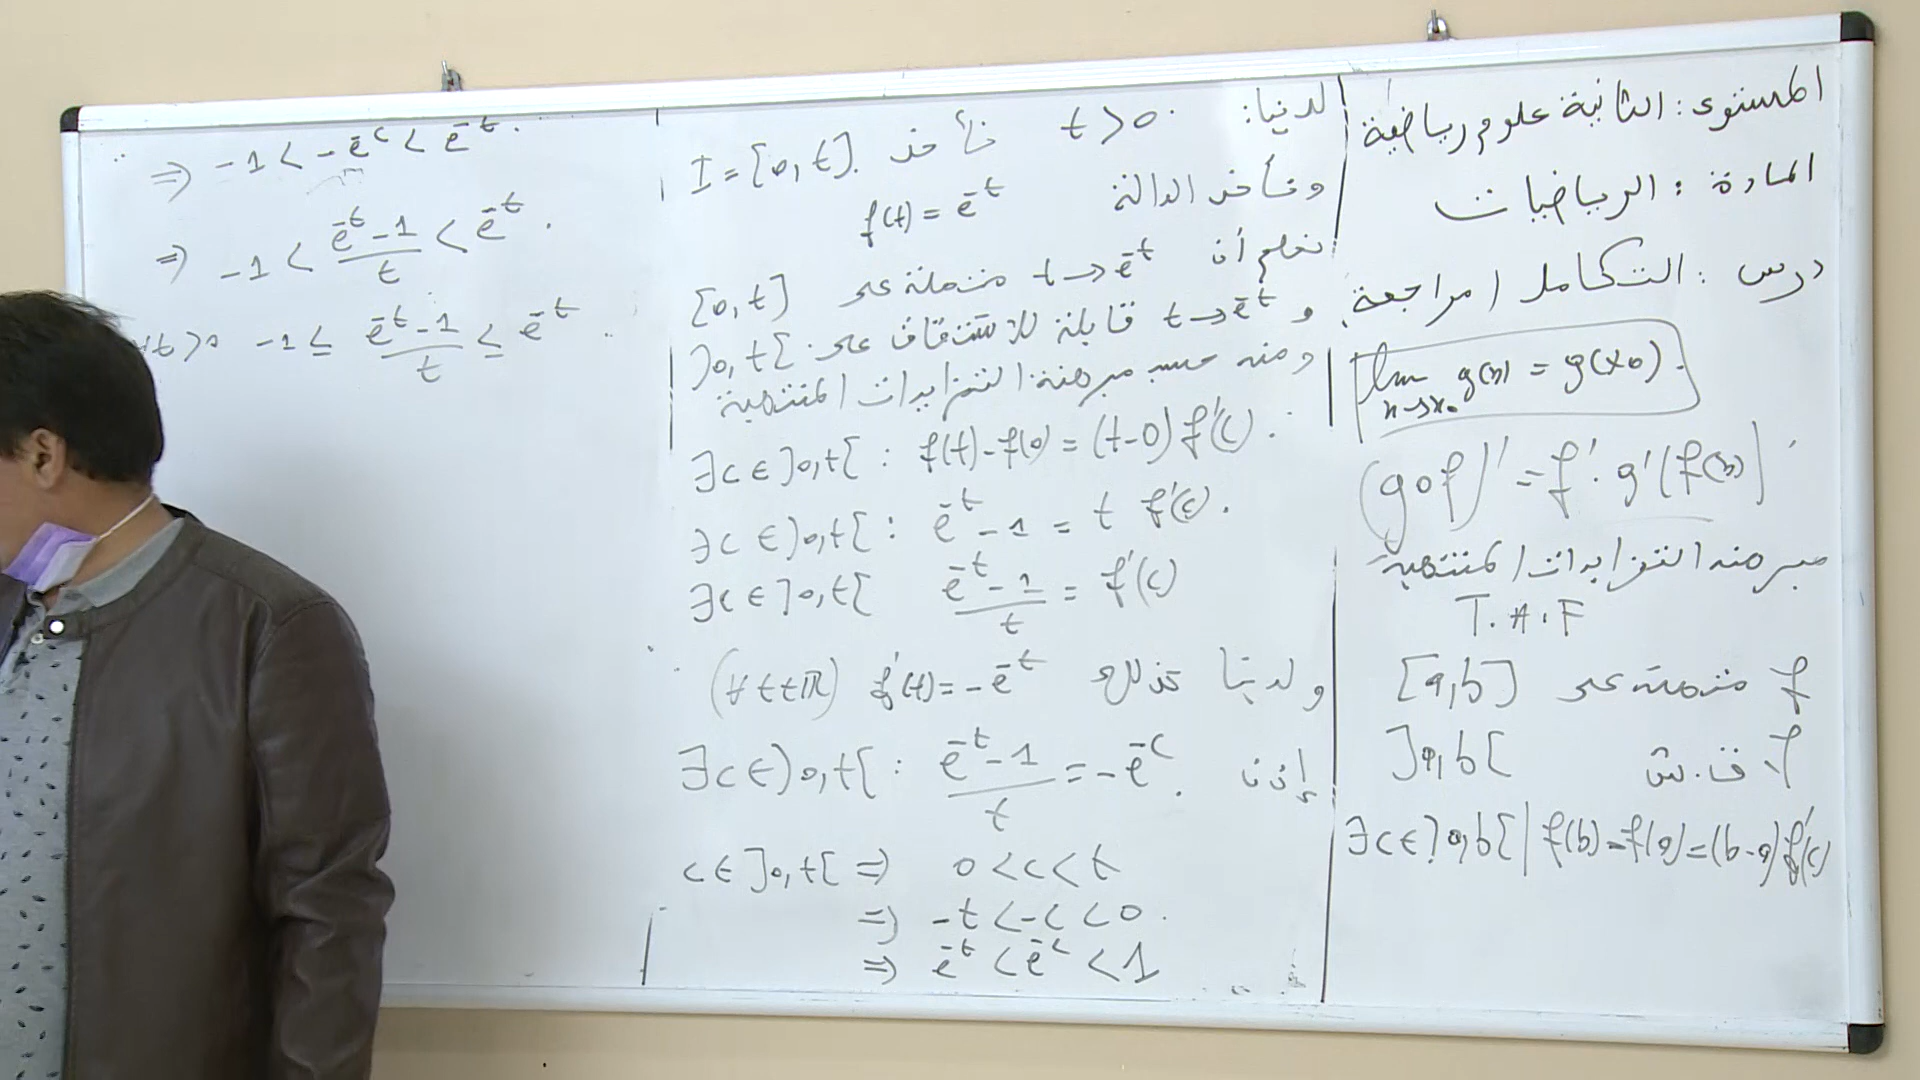 المستوى: الثانية علوم رياضية
المادة: الرياضيات
درس: التكامل (مراجعة)
lim g(x) = g(x₀).
x→x₀
(gof)' = f'. g'(f(x))
مبرهنة التزايدات المنتهية
T.A.F
f متصلة على [a,b]
f ق.ش ]a,b[
∃c∈]a,b[ | f(b)-f(a)=(b-a)f'(c)
لدينا: t>0 نأخذ I=[0,t].
ونأخذ الدالة f(t) = e^-t
نعلم أن t→e^-t متصلة على [0,t]
و t→e^-t قابلة للاشتقاق على ]0,t[
ومنه حسب مبرهنة التزايدات المنتهية
∃c∈]0,t[ : f(t)-f(0)=(t-0)f'(c).
∃c∈]0,t[ : e^-t - 1 = t f'(c).
∃c∈]0,t[ (e^-t - 1)/t = f'(c)
ولدينا كذلك f'(t)=-e^-t (∀t∈ℝ)
إذن ∃c∈]0,t[ : (e^-t - 1)/t = -e^-c.
c∈]0,t[ ⇒ 0<c<t
⇒ -t<-c<0.
⇒ e^-t<e^-c<1
⇒ -1<-e^-c<e^-t.
⇒ -1 < (e^-t - 1)/t < e^-t.
∀t>0 -1 ≤ (e^-t - 1)/t ≤ e^-t.